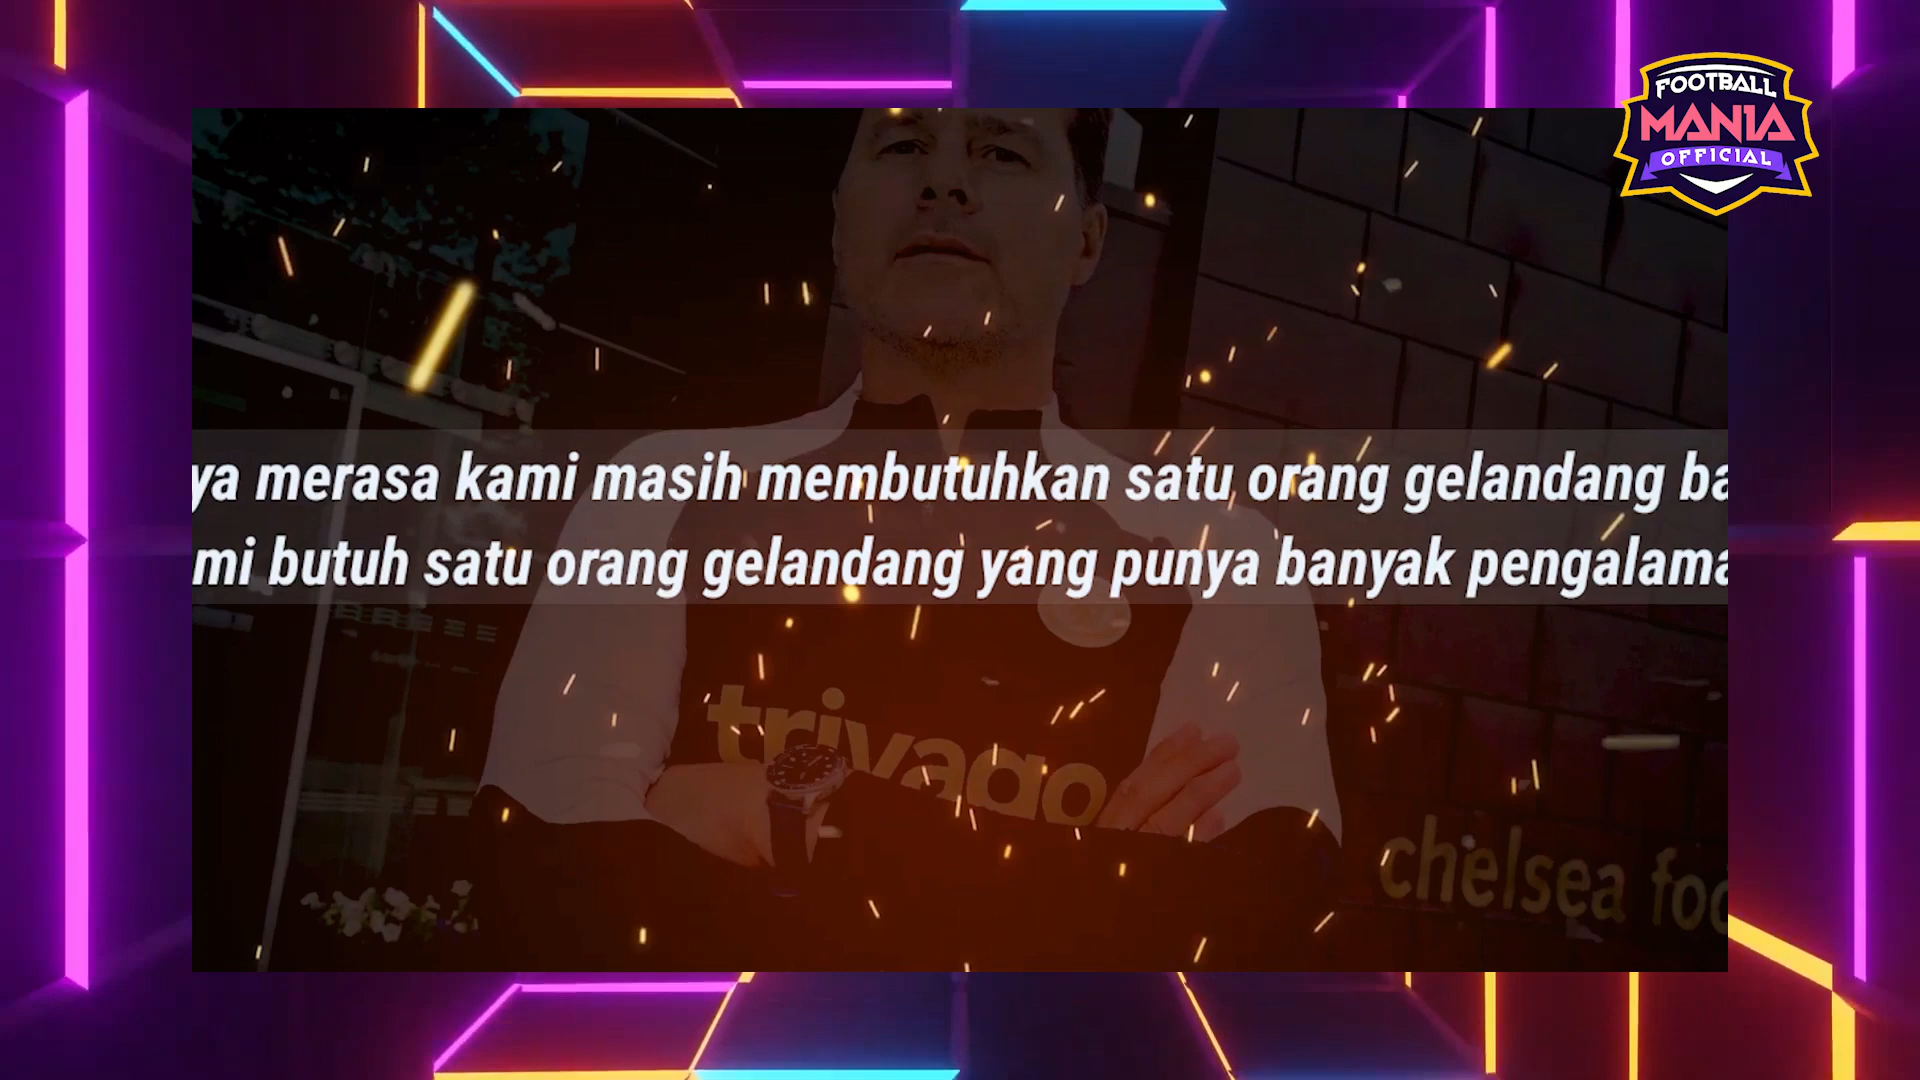 FOOTBALL
MANIA
OFFICIAL
ya merasa kami masih membutuhkan satu orang gelandang ba
mi butuh satu orang gelandang yang punya banyak pengalama
trivago
chelsea foo